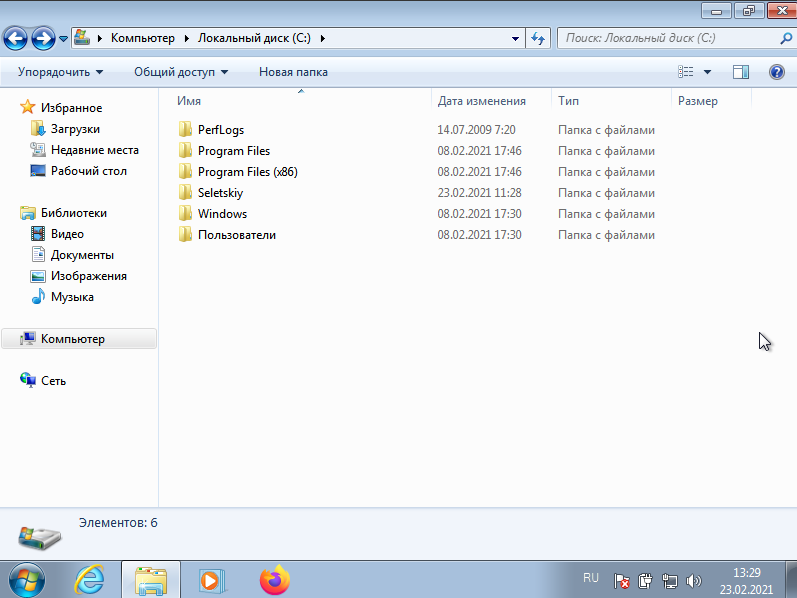 Компьютер Локальный диск (C:) Поиск: Локальный диск (C:)
Упорядочить Общий доступ Новая папка
Имя Дата изменения Тип Размер
PerfLogs 14.07.2009 7:20 Папка с файлами
Program Files 08.02.2021 17:46 Папка с файлами
Program Files (x86) 08.02.2021 17:46 Папка с файлами
Seletskiy 23.02.2021 11:28 Папка с файлами
Windows 08.02.2021 17:30 Папка с файлами
Пользователи 08.02.2021 17:30 Папка с файлами
Избранное
Загрузки
Недавние места
Рабочий стол
Библиотеки
Видео
Документы
Изображения
Музыка
Компьютер
Сеть
Элементов: 6
RU
13:29
23.02.2021